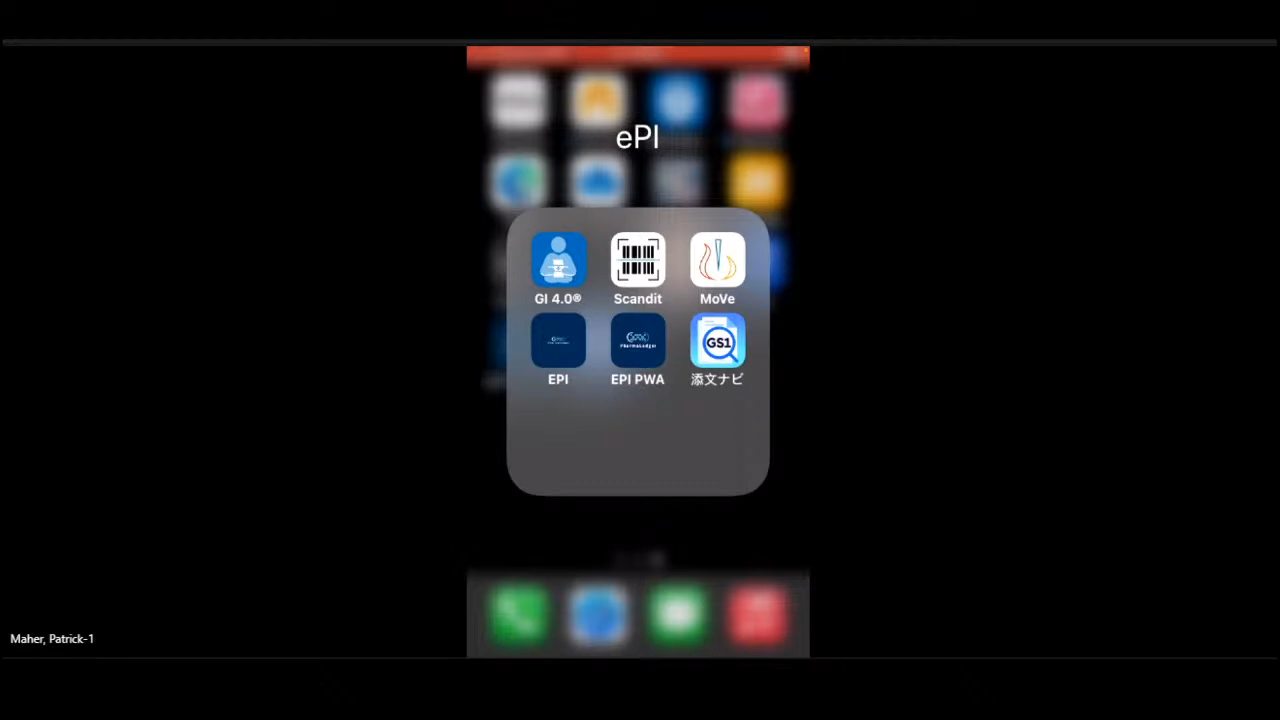 ePI
GI 4.0®
Scandit
MoVe
GS1
EPI
EPI PWA
添文ナビ
Maher, Patrick-1